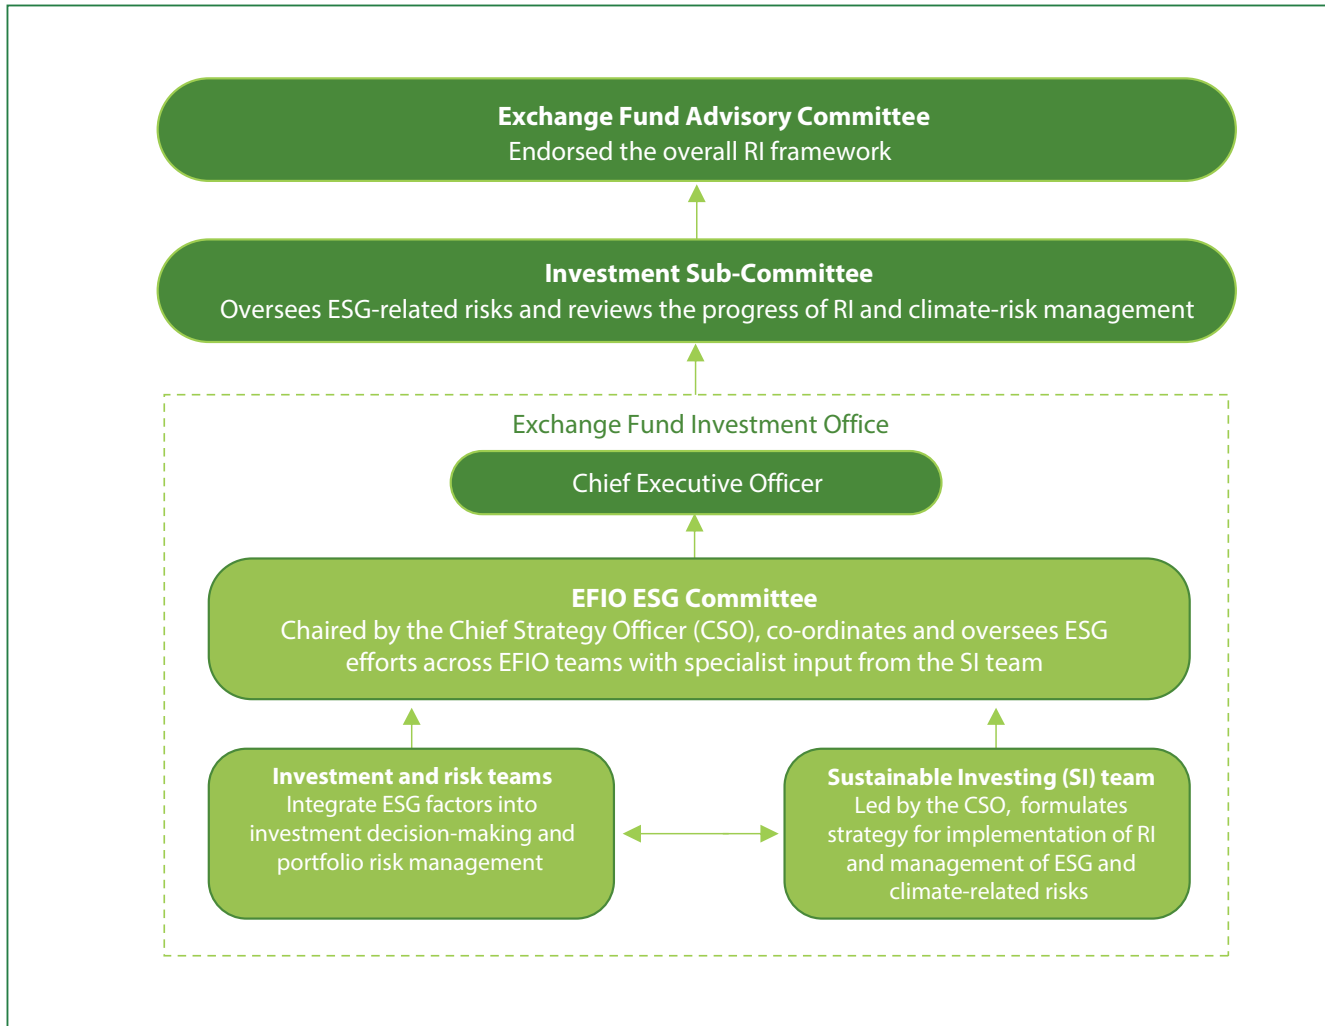 Exchange Fund Advisory Committee
Endorsed the overall RI framework
Investment Sub-Committee
Oversees ESG-related risks and reviews the progress of RI and climate-risk management
Exchange Fund Investment Office
Chief Executive Officer
EFIO ESG Committee
Chaired by the Chief Strategy Officer (CSO), co-ordinates and oversees ESG
efforts across EFIO teams with specialist input from the SI team
Investment and risk teams
Integrate ESG factors into
investment decision-making and
portfolio risk management
Sustainable Investing (SI) team
Led by the CSO, formulates
strategy for implementation of RI
and management of ESG and
climate-related risks